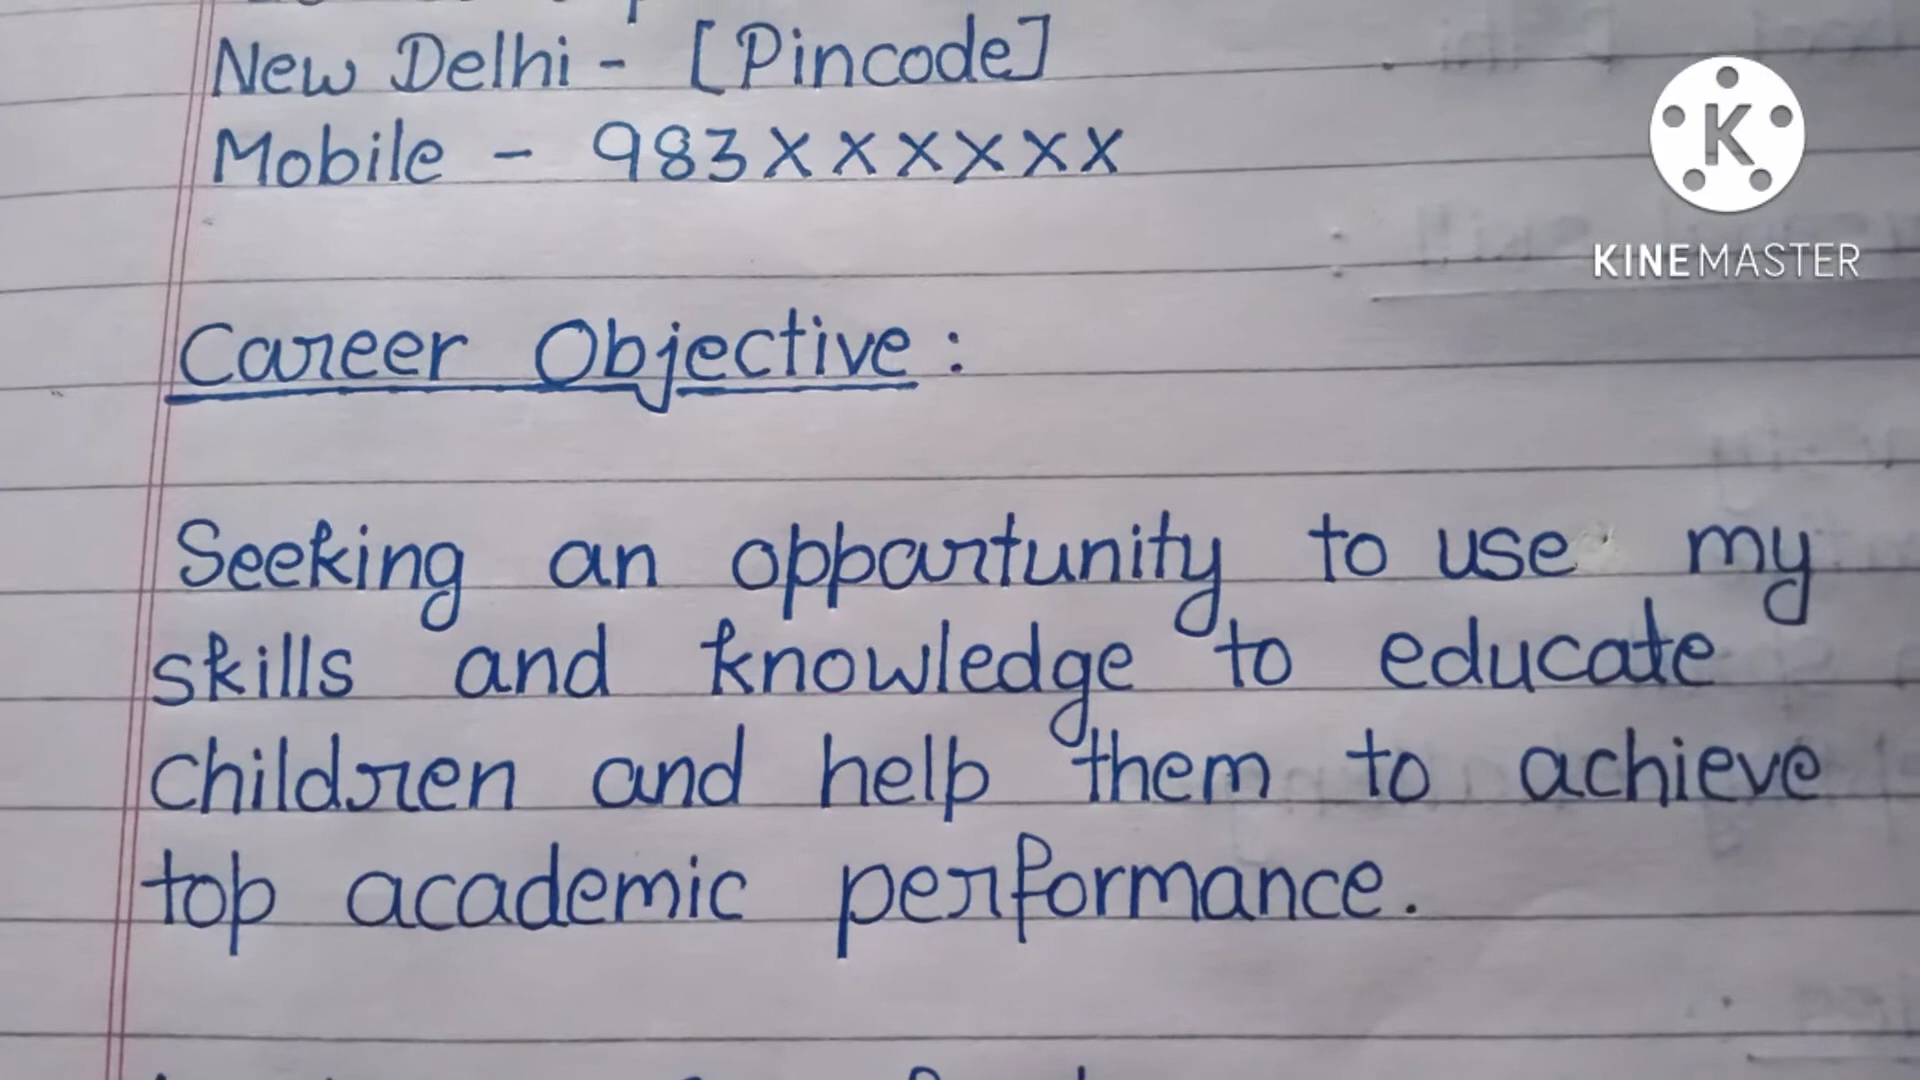 New Delhi - [Pincode]
Mobile - 983XXXXXX
KINEMASTER
Career Objective :
Seeking an opportunity to use my
skills and knowledge to educate
children and help them to achieve
top academic performance.